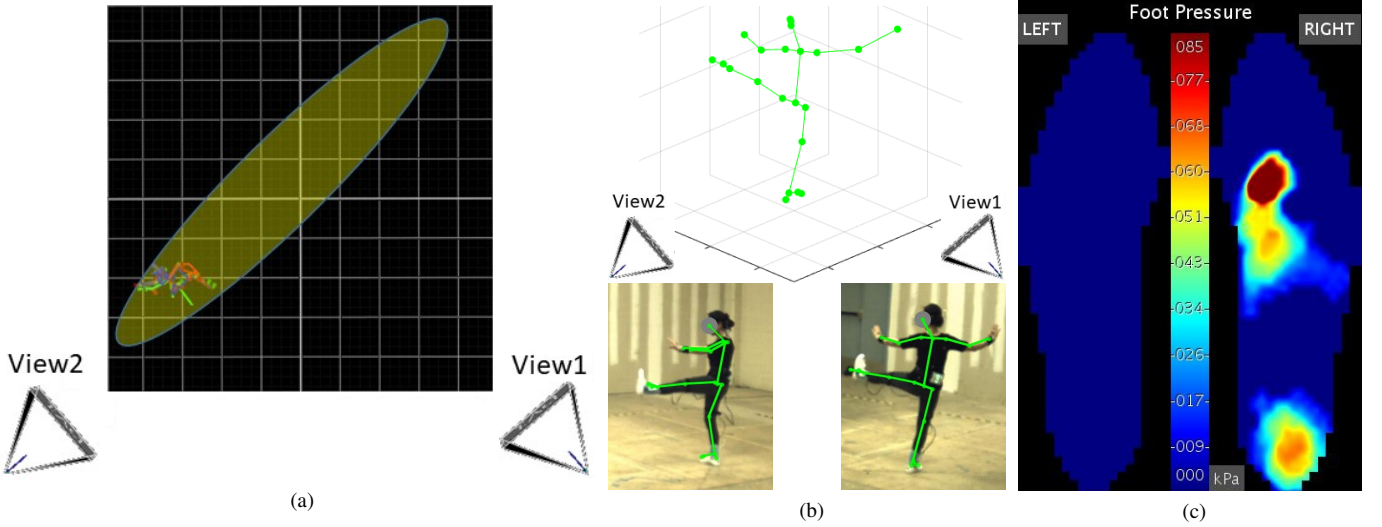 View2
View1
(a)
View2
View1
(b)
Foot Pressure
LEFT
RIGHT
085
-077-
-068-
-060-
-051-
-043-
-034-
-026-
-017-
-009-
000
kPa
(c)